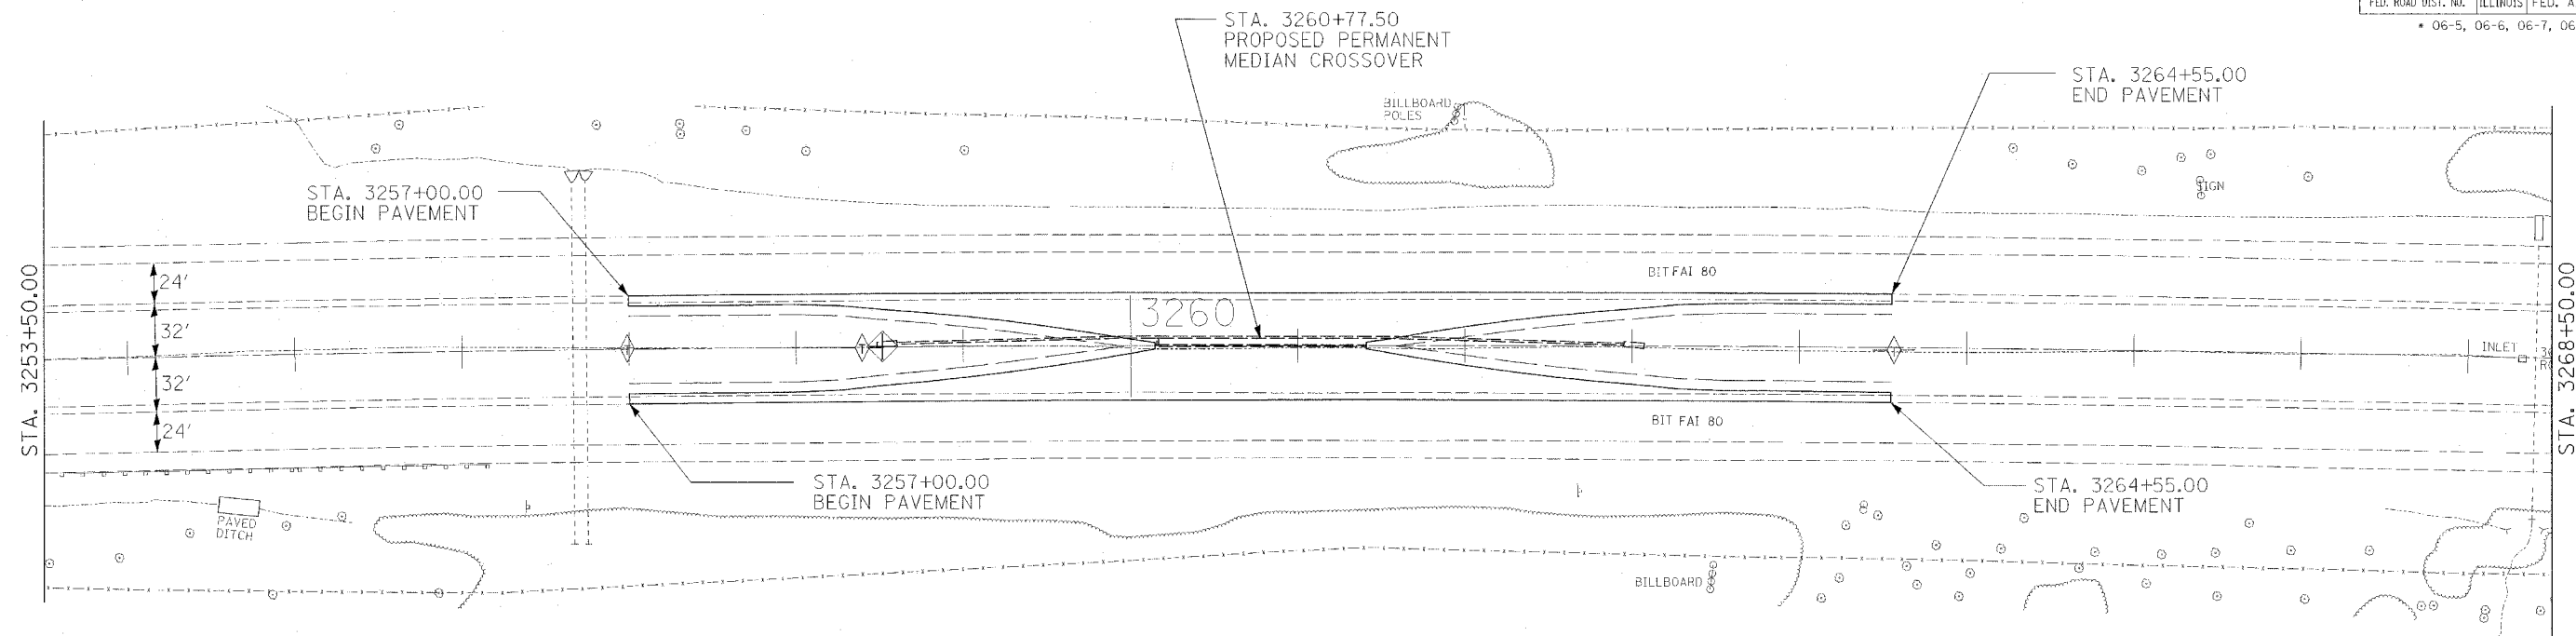 FED. ROAD DIST. NO. ILLINOIS FED. A
* 06-5, 06-6, 06-7, 06
STA. 3260+77.50
PROPOSED PERMANENT
MEDIAN CROSSOVER
STA. 3264+55.00
END PAVEMENT
BILLBOARD
POLES
STA. 3257+00.00
BEGIN PAVEMENT
SIGN
STA. 3253+50.00
24'
32'
32'
24'
BIT FAI 80
3260
INLET
STA. 3268+50.00
BIT FAI 80
STA. 3257+00.00
BEGIN PAVEMENT
STA. 3264+55.00
END PAVEMENT
PAVED
DITCH
BILLBOARD